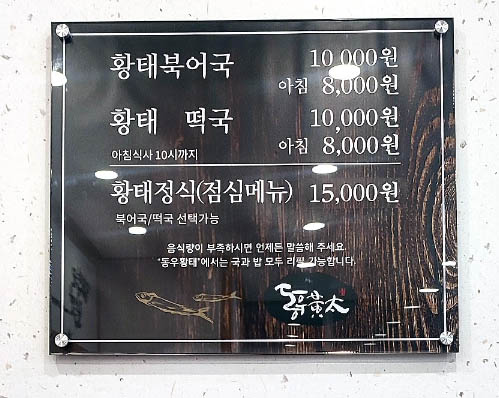 황태북어국 10,000원
아침 8,000원
황태 떡국 10,000원
아침식사 10시까지 아침 8,000원
황태정식(점심메뉴) 15,000원
북어국/떡국 선택가능
음식량이 부족하시면 언제든 말씀해 주세요.
"동우황태"에서는 국과 밥 모두 리필 가능합니다.
동우黃太